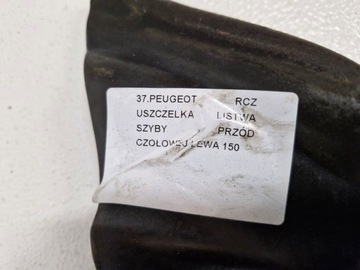 37.PEUGEOT RCZ
USZCZELKA LISTWA
SZYBY PRZÓD
CZOŁOWEJ LEWA 150